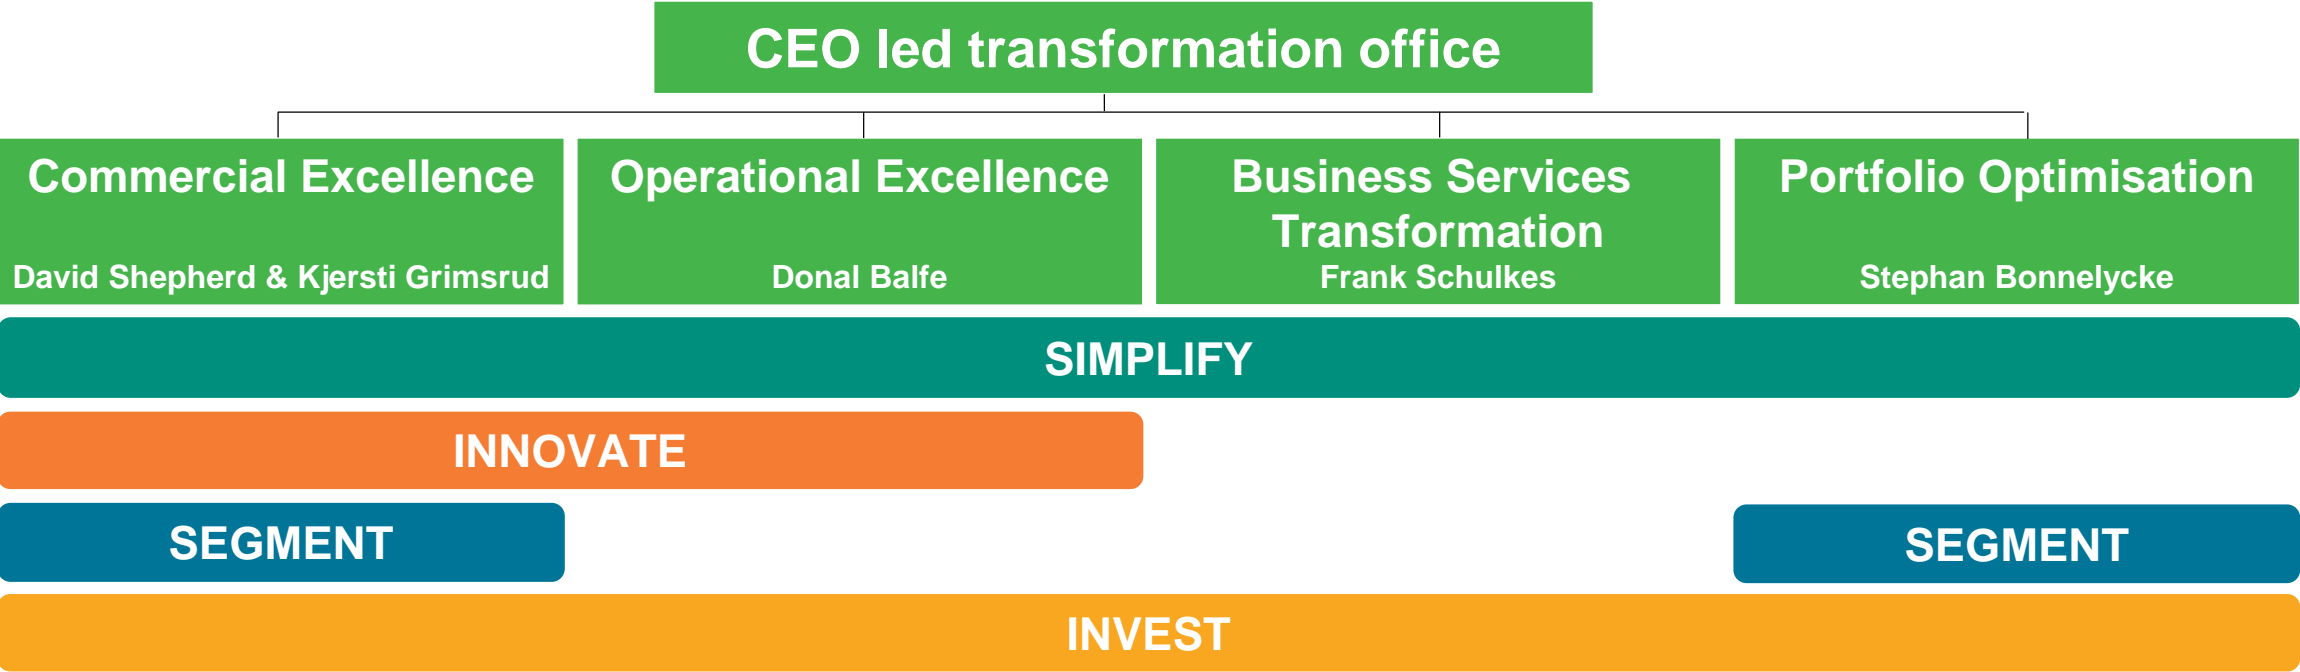 CEO led transformation office
Commercial Excellence
David Shepherd & Kjersti Grimsrud
Operational Excellence
Donal Balfe
Business Services
Transformation
Frank Schulkes
Portfolio Optimisation
Stephan Bonnelycke
SIMPLIFY
INNOVATE
SEGMENT
SEGMENT
INVEST